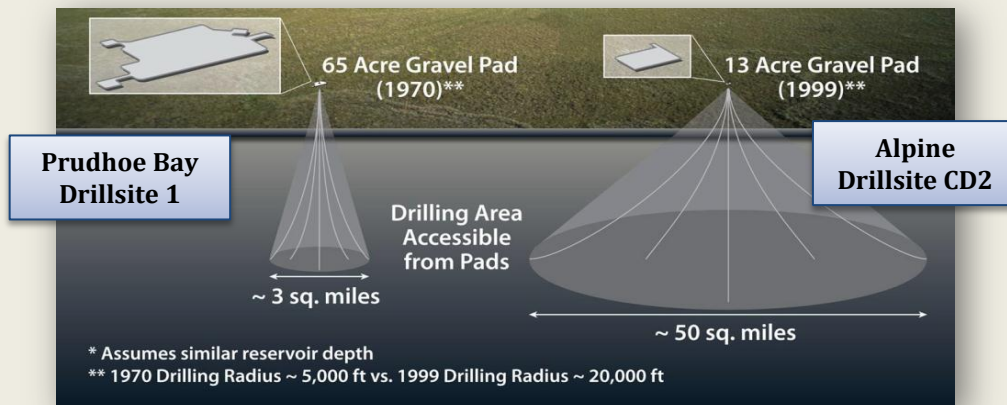 65 Acre Gravel Pad
(1970)**
13 Acre Gravel Pad
(1999)**
Prudhoe Bay
Drillsite 1
Alpine
Drillsite CD2
Drilling Area
Accessible
from Pads
~ 3 sq. miles
~ 50 sq. miles
* Assumes similar reservoir depth
** 1970 Drilling Radius ~ 5,000 ft vs. 1999 Drilling Radius ~ 20,000 ft